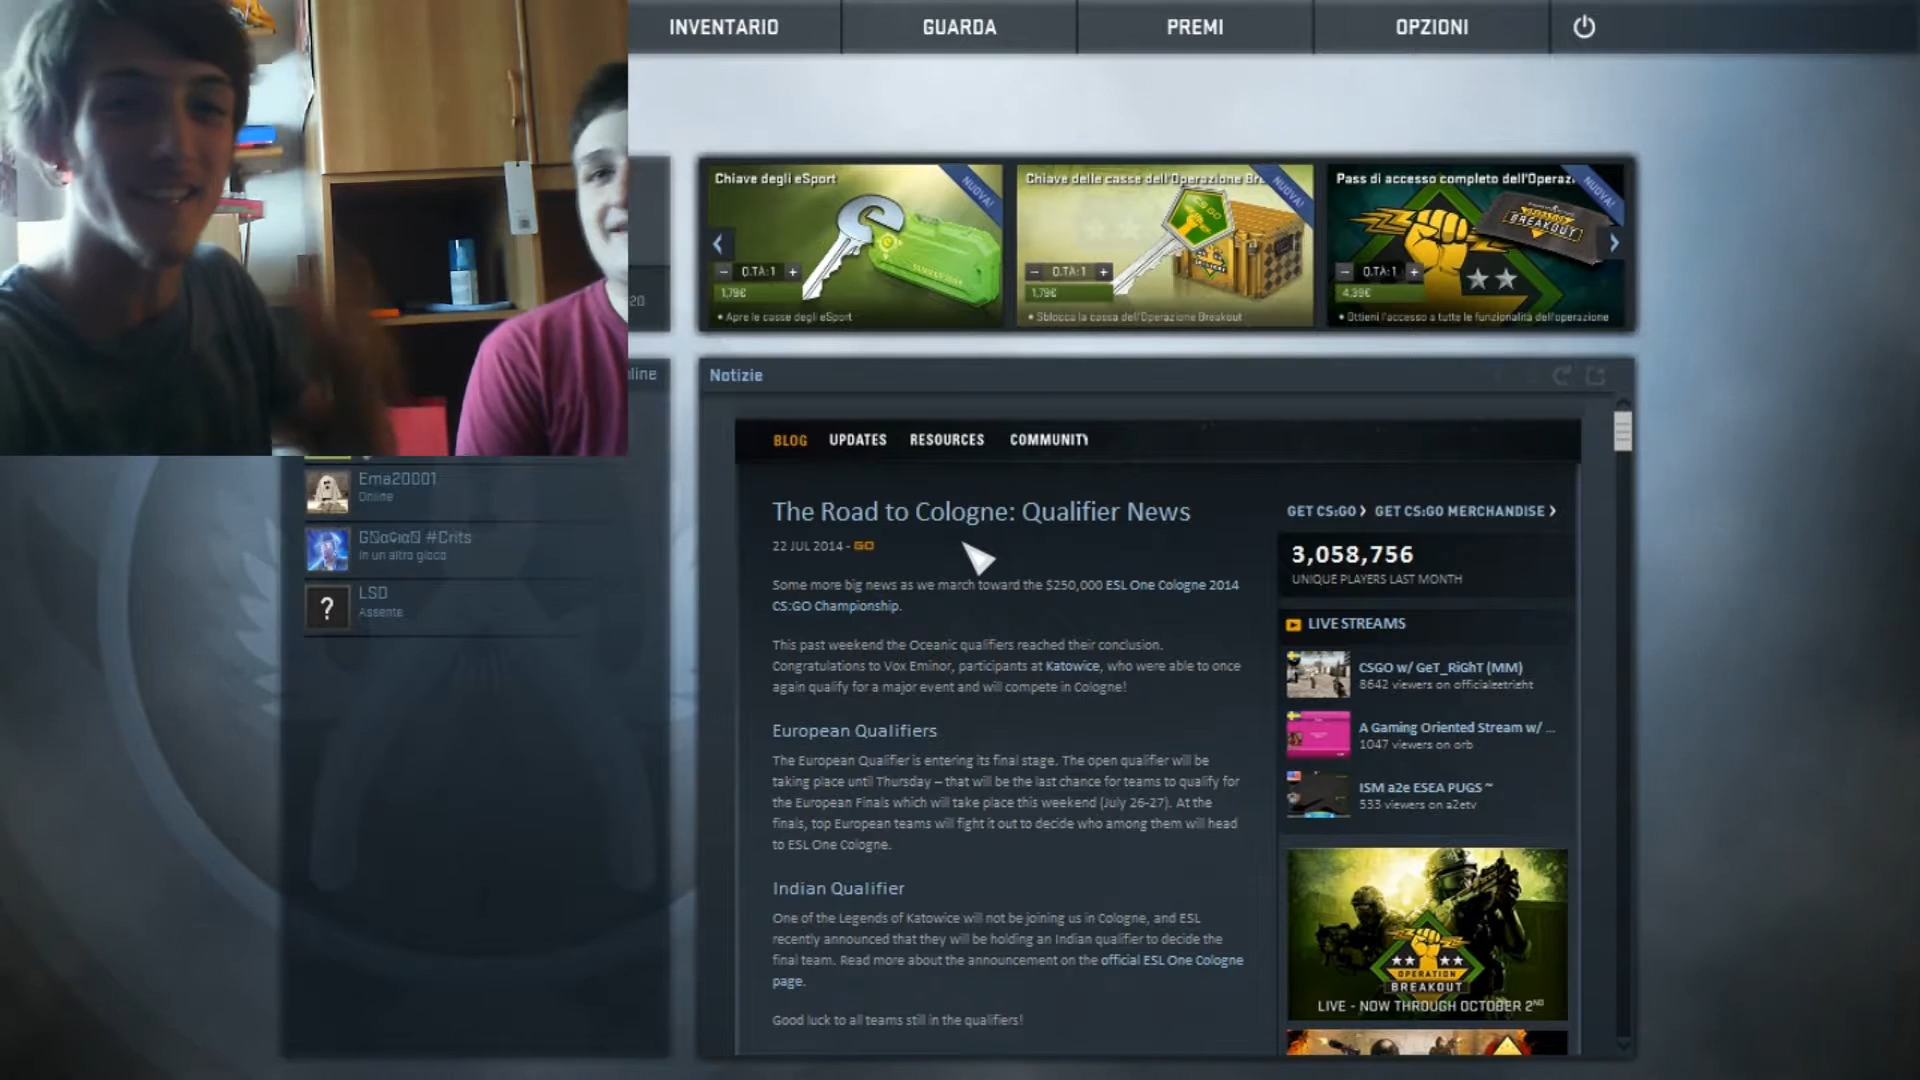 INVENTARIO
GUARDA
PREMI
OPZIONI
Chiave degli eSport
NUOVA!
Q.TÀ: 1
1,79€
• Apre le casse degli eSport
Chiave delle casse dell'Operazione Bre
NUOVA!
Q.TÀ: 1
1,79€
• Sblocca la cassa dell'Operazione Breakout
Pass di accesso completo dell'Operaz.
NUOVA!
BREAKOUT
Q.TÀ: 1
4,39€
• Ottieni l'accesso a tutte le funzionalità dell'operazione
20
line
Ema20001
Online
#Crits
In un altro gioco
LSD
Assente
Notizie
BLOG
UPDATES
RESOURCES
COMMUNITY
The Road to Cologne: Qualifier News
22 JUL 2014 - GO
Some more big news as we march toward the $250,000 ESL One Cologne 2014
CS:GO Championship.
This past weekend the Oceanic qualifiers reached their conclusion.
Congratulations to Vox Eminor, participants at Katowice, who were able to once
again qualify for a major event and will compete in Cologne!
European Qualifiers
The European Qualifier is entering its final stage. The open qualifier will be
taking place until Thursday – that will be the last chance for teams to qualify for
the European Finals which will take place this weekend (July 26-27). At the
finals, top European teams will fight it out to decide who among them will head
to ESL One Cologne.
Indian Qualifier
One of the Legends of Katowice will not be joining us in Cologne, and ESL
recently announced that they will be holding an Indian qualifier to decide the
final team. Read more about the announcement on the official ESL One Cologne
page.
Good luck to all teams still in the qualifiers!
GET CS:GO
GET CS:GO MERCHANDISE
3,058,756
UNIQUE PLAYERS LAST MONTH
LIVE STREAMS
CSGO w/ GeT_RiGhT (MM)
8642 viewers on officialeetrieht
A Gaming Oriented Stream w/ ...
1047 viewers on orb
ISM a2e ESEA PUGS ~
533 viewers on a2etv
OPERATION
BREAKOUT
LIVE - NOW THROUGH OCTOBER 2ND